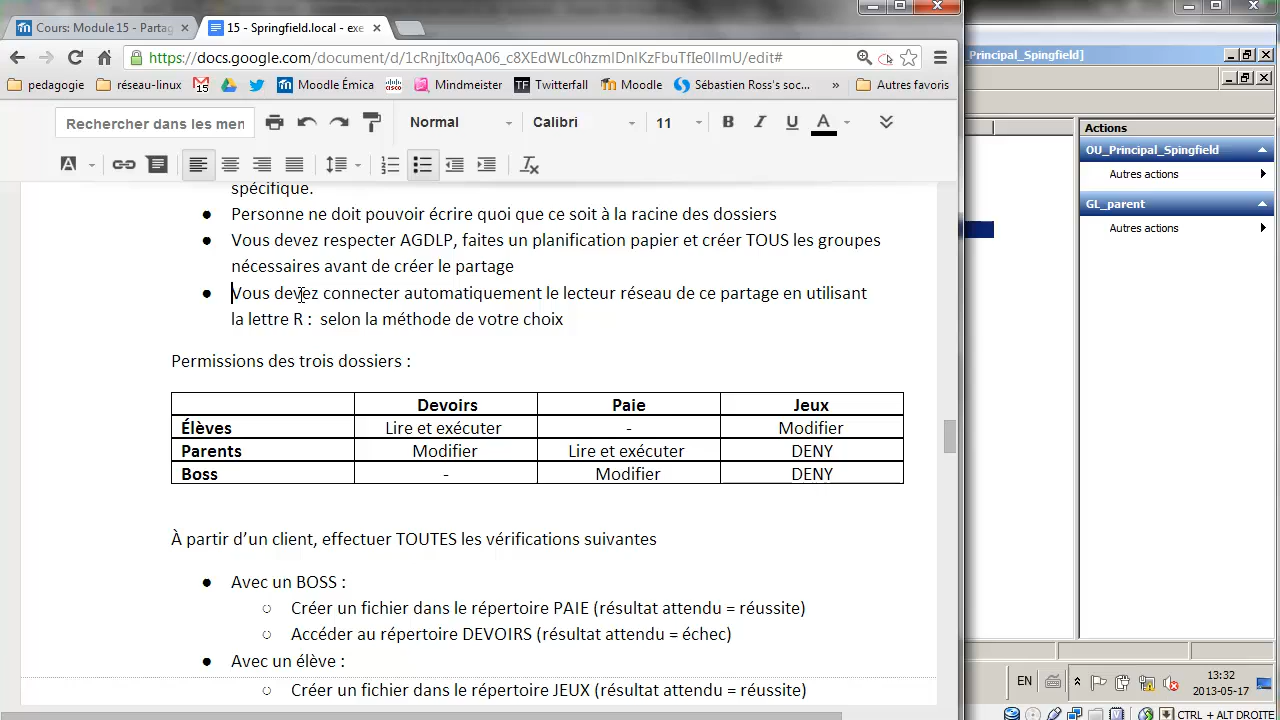 Cours: Module 15 - Partag
15 - Springfield.local - exe
https://docs.google.com/document/d/1cRnjItx0qA06_c8XEdWLc0hzmIDnIKzFbuTfIe0lImU/edit#
pedagogie
réseau-linux
15
Moodle Émica
cisco
Mindmeister
TF Twitterfall
Moodle
Sébastien Ross's soc...
»
Autres favoris
Rechercher dans les men
Normal
Calibri
11
B I U A
A
spécifique.
● Personne ne doit pouvoir écrire quoi que ce soit à la racine des dossiers
● Vous devez respecter AGDLP, faites un planification papier et créer TOUS les groupes
nécessaires avant de créer le partage
● Vous devez connecter automatiquement le lecteur réseau de ce partage en utilisant
la lettre R : selon la méthode de votre choix
Permissions des trois dossiers :
Devoirs Paie Jeux
Élèves Lire et exécuter - Modifier
Parents Modifier Lire et exécuter DENY
Boss - Modifier DENY
À partir d’un client, effectuer TOUTES les vérifications suivantes
● Avec un BOSS :
○ Créer un fichier dans le répertoire PAIE (résultat attendu = réussite)
○ Accéder au répertoire DEVOIRS (résultat attendu = échec)
● Avec un élève :
○ Créer un fichier dans le répertoire JEUX (résultat attendu = réussite)
_Principal_Spingfield]
Actions
OU_Principal_Spingfield
Autres actions
GL_parent
Autres actions
EN
13:32
2013-05-17
CTRL + ALT DROITE